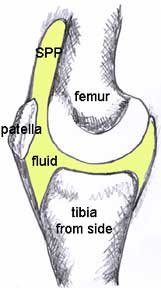 SPP
femur
patella
fluid
tibia
from side